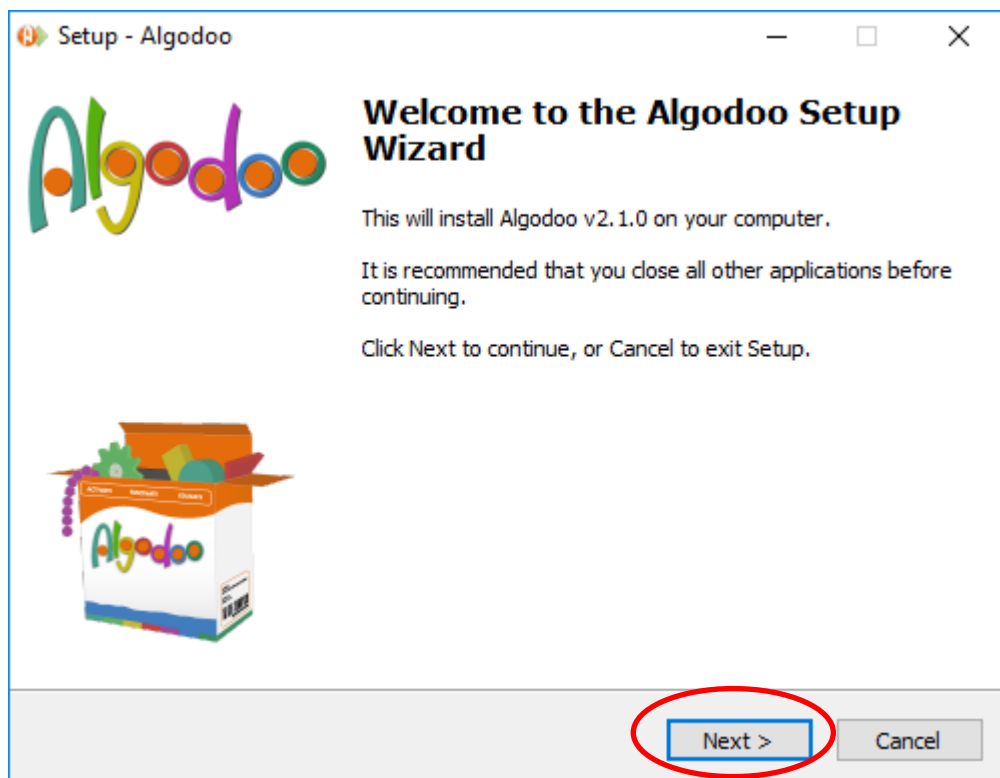 Setup - Algodoo
Algodoo
Welcome to the Algodoo Setup
Wizard
This will install Algodoo v2.1.0 on your computer.
It is recommended that you close all other applications before
continuing.
Click Next to continue, or Cancel to exit Setup.
Algodoo
Next >
Cancel